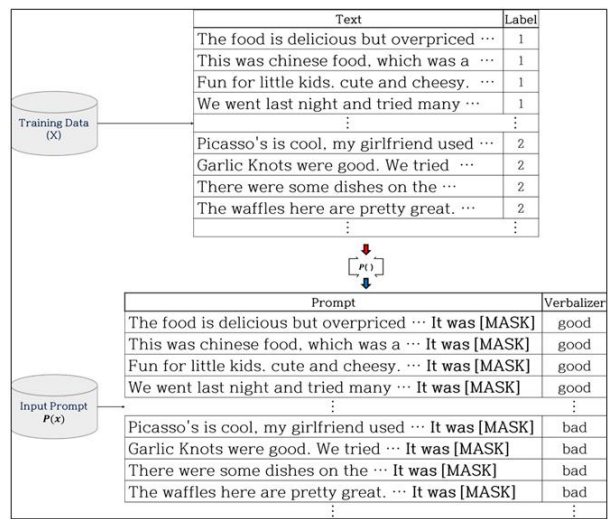 Text Label
The food is delicious but overpriced ⋯ 1
This was chinese food, which was a ⋯ 1
Fun for little kids. cute and cheesy. ⋯ 1
We went last night and tried many ⋯ 1
⋮ ⋮
Training Data
(X)
Picasso's is cool, my girlfriend used ⋯ 2
Garlic Knots were good. We tried ⋯ 2
There were some dishes on the ⋯ 2
The waffles here are pretty great. ⋯ 2
⋮ ⋮
P( )
Prompt Verbalizer
The food is delicious but overpriced ⋯ It was [MASK] good
This was chinese food, which was a ⋯ It was [MASK] good
Fun for little kids. cute and cheesy. ⋯ It was [MASK] good
We went last night and tried many ⋯ It was [MASK] good
⋮ ⋮
Input Prompt
P(x)
Picasso's is cool, my girlfriend used ⋯ It was [MASK] bad
Garlic Knots were good. We tried ⋯ It was [MASK] bad
There were some dishes on the ⋯ It was [MASK] bad
The waffles here are pretty great. ⋯ It was [MASK] bad
⋮ ⋮